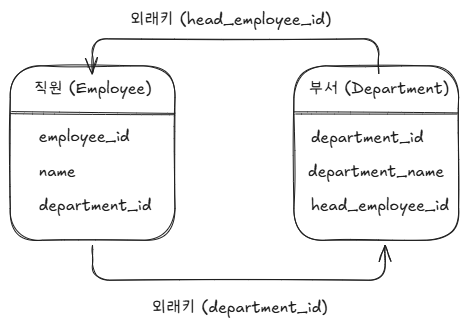 외래키 (head_employee_id)
직원 (Employee)
employee_id
name
department_id
부서 (Department)
department_id
department_name
head_employee_id
외래키 (department_id)